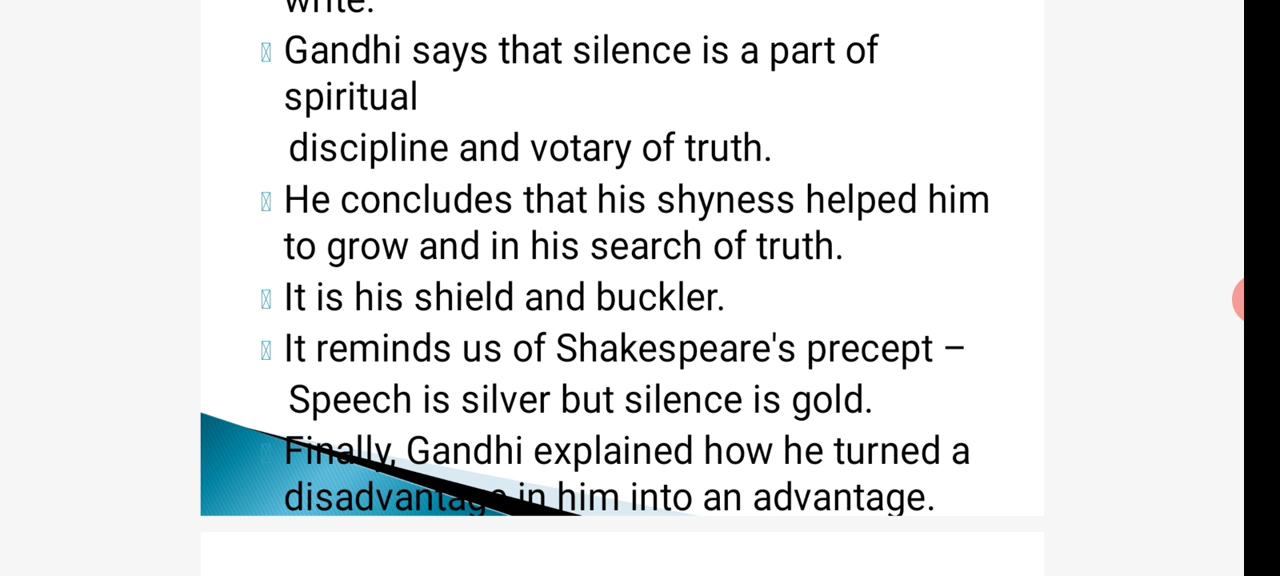 write.
Gandhi says that silence is a part of
spiritual
discipline and votary of truth.
He concludes that his shyness helped him
to grow and in his search of truth.
It is his shield and buckler.
It reminds us of Shakespeare's precept –
Speech is silver but silence is gold.
Finally, Gandhi explained how he turned a
disadvantage in him into an advantage.